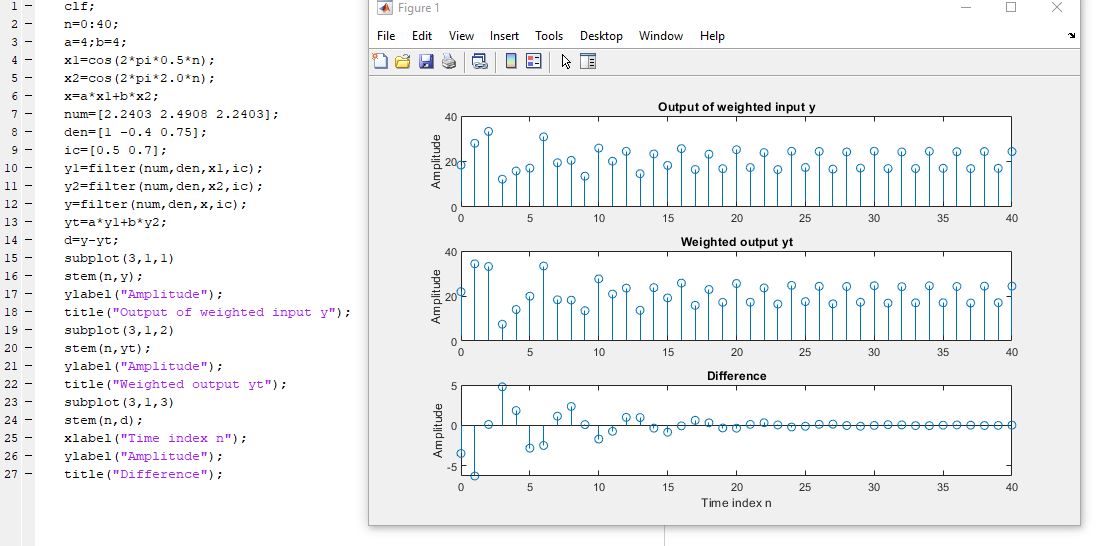 1 - clf;
2 - n=0:40;
3 - a=4;b=4;
4 - x1=cos(2*pi*0.5*n);
5 - x2=cos(2*pi*2.0*n);
6 - x=a*x1+b*x2;
7 - num=[2.2403 2.4908 2.2403];
8 - den=[1 -0.4 0.75];
9 - ic=[0.5 0.7];
10 - y1=filter(num,den,x1,ic);
11 - y2=filter(num,den,x2,ic);
12 - y=filter(num,den,x,ic);
13 - yt=a*y1+b*y2;
14 - d=y-yt;
15 - subplot(3,1,1)
16 - stem(n,y);
17 - ylabel("Amplitude");
18 - title("Output of weighted input y");
19 - subplot(3,1,2)
20 - stem(n,yt);
21 - ylabel("Amplitude");
22 - title("Weighted output yt");
23 - subplot(3,1,3)
24 - stem(n,d);
25 - xlabel("Time index n");
26 - ylabel("Amplitude");
27 - title("Difference");
Figure 1
File Edit View Insert Tools Desktop Window Help
Output of weighted input y
Amplitude
40
20
0
0 5 10 15 20 25 30 35 40
Weighted output yt
Amplitude
40
20
0
0 5 10 15 20 25 30 35 40
Difference
Amplitude
5
0
-5
0 5 10 15 20 25 30 35 40
Time index n